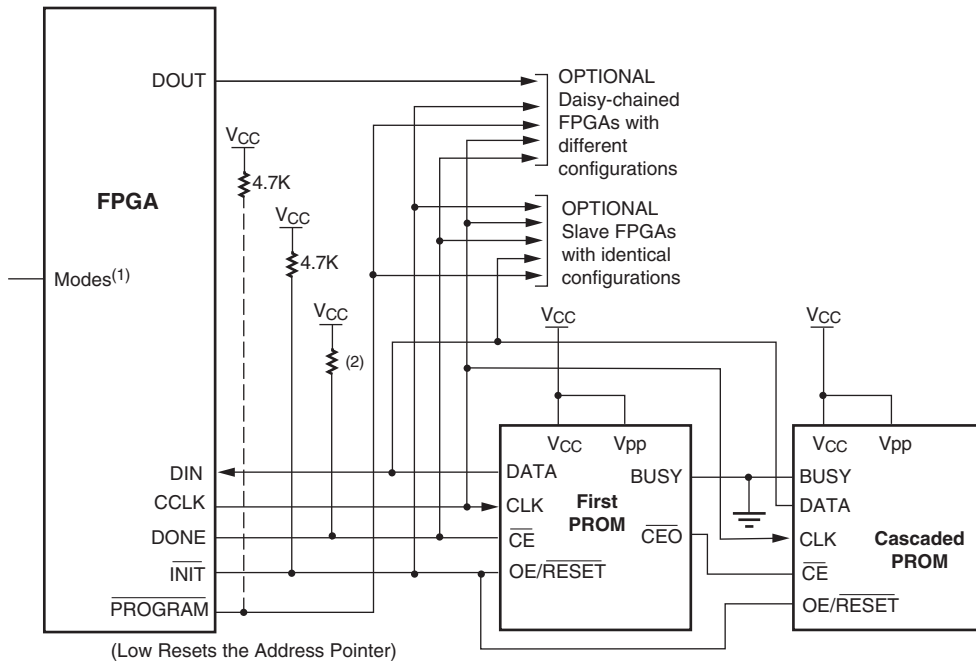 FPGA
Modes(1)
DOUT
DIN
CCLK
DONE
INIT
PROGRAM
(Low Resets the Address Pointer)
VCC
4.7K
VCC
4.7K
VCC
(2)
OPTIONAL
Daisy-chained
FPGAs with
different
configurations
OPTIONAL
Slave FPGAs
with identical
configurations
VCC
VCC
Vpp
DATA
CLK
CE
OE/RESET
First
PROM
BUSY
CEO
VCC
VCC
Vpp
BUSY
DATA
CLK
CE
OE/RESET
Cascaded
PROM